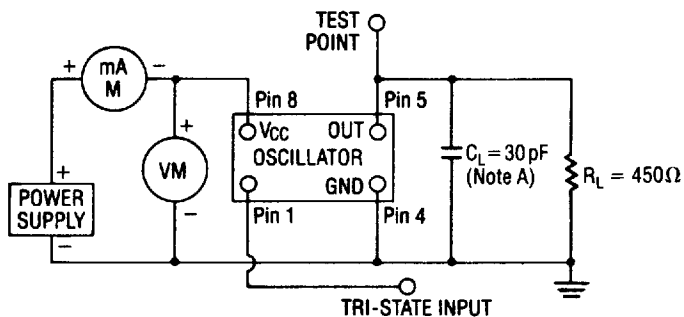 TEST
POINT
+
mA
M
−
Pin 8
Pin 5
VCC
OUT
OSCILLATOR
GND
Pin 1
Pin 4
+
VM
−
+
POWER
SUPPLY
−
CL = 30 pF
(Note A)
RL = 450Ω
TRI-STATE INPUT